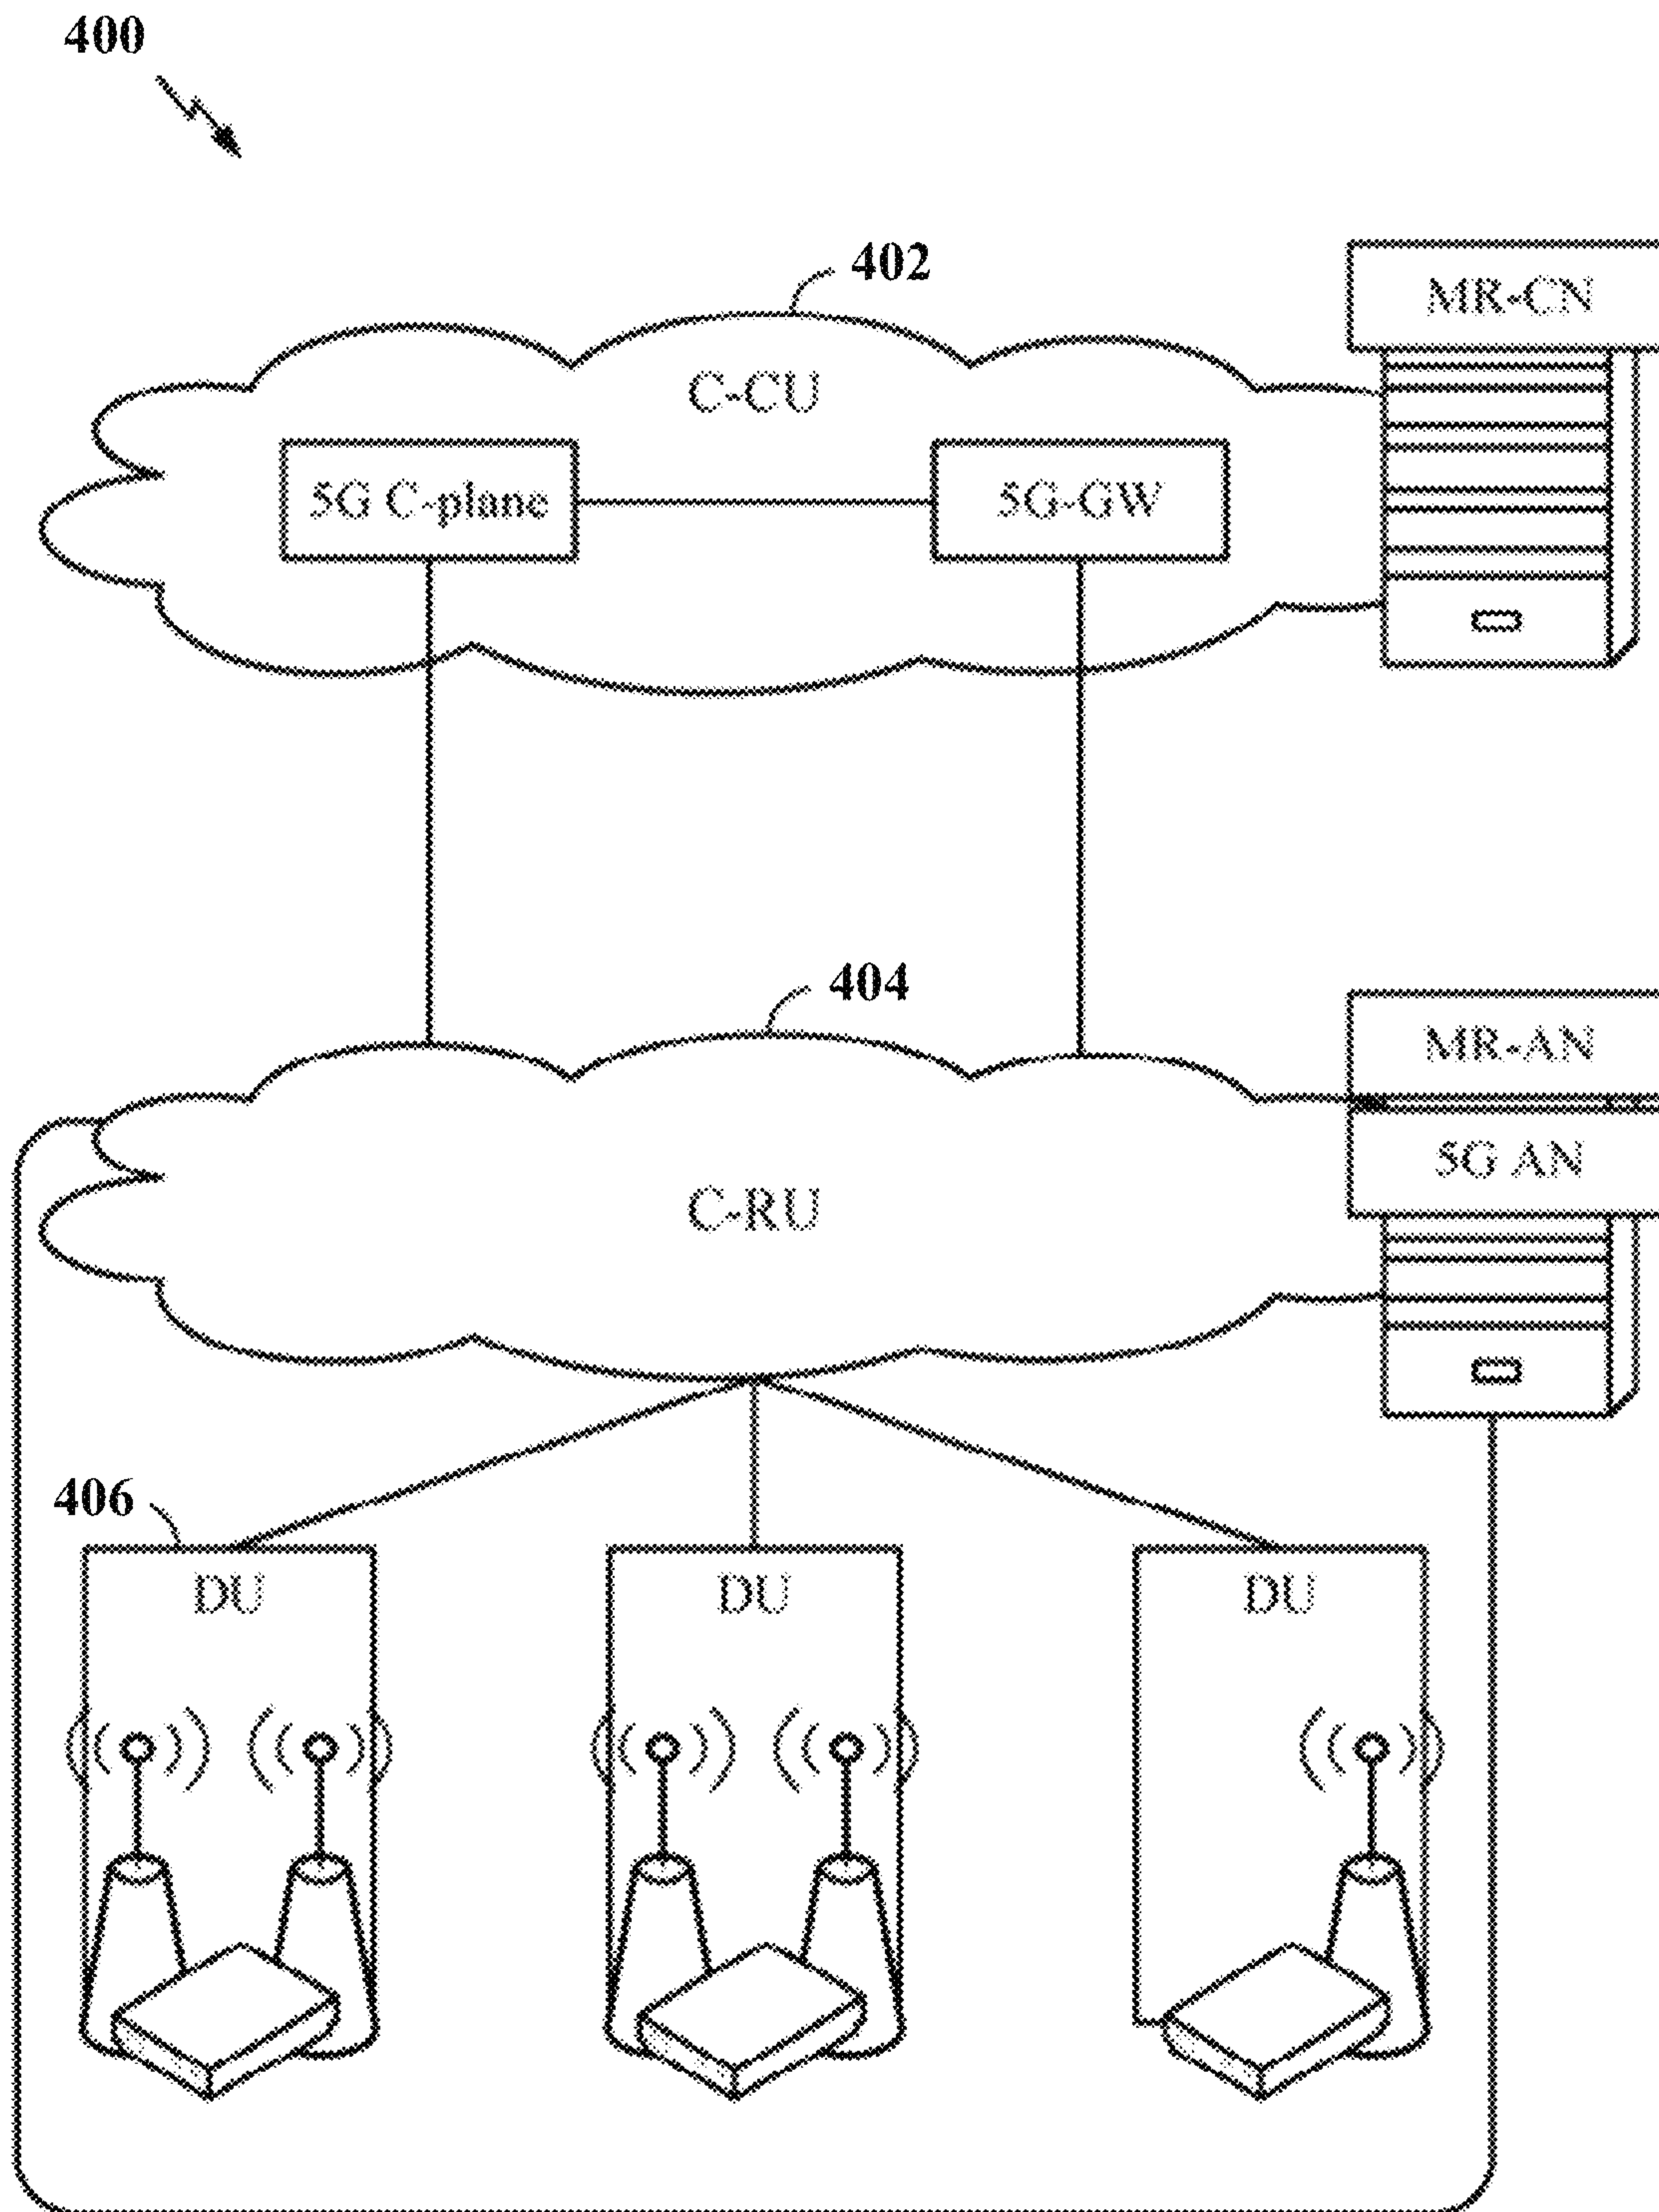 400
402
MR-CN
C-CU
5G C-plane
5G-GW
404
MR-AN
5G AN
C-RU
406
DU
DU
DU